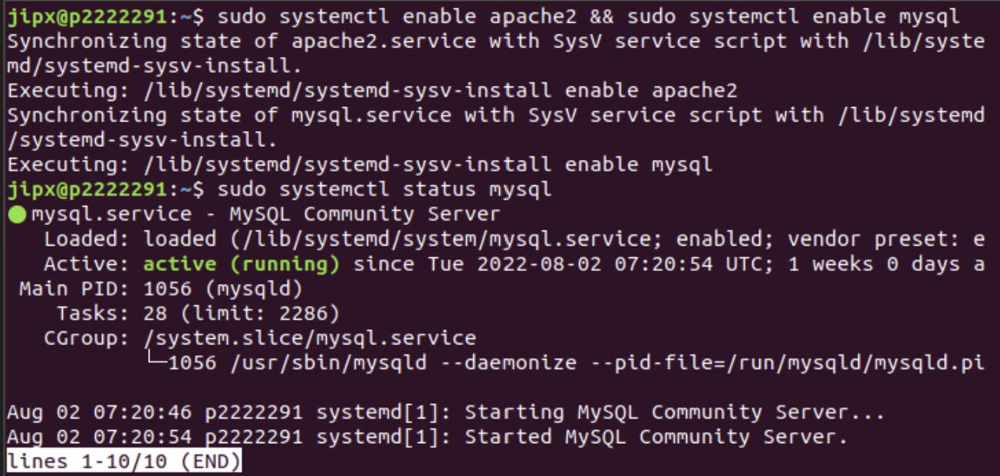 jipx@p2222291:~$ sudo systemctl enable apache2 && sudo systemctl enable mysql
Synchronizing state of apache2.service with SysV service script with /lib/syste
md/systemd-sysv-install.
Executing: /lib/systemd/systemd-sysv-install enable apache2
Synchronizing state of mysql.service with SysV service script with /lib/systemd
/systemd-sysv-install.
Executing: /lib/systemd/systemd-sysv-install enable mysql
jipx@p2222291:~$ sudo systemctl status mysql
● mysql.service - MySQL Community Server
   Loaded: loaded (/lib/systemd/system/mysql.service; enabled; vendor preset: e
   Active: active (running) since Tue 2022-08-02 07:20:54 UTC; 1 weeks 0 days a
 Main PID: 1056 (mysqld)
    Tasks: 28 (limit: 2286)
   CGroup: /system.slice/mysql.service
           └─1056 /usr/sbin/mysqld --daemonize --pid-file=/run/mysqld/mysqld.pi
Aug 02 07:20:46 p2222291 systemd[1]: Starting MySQL Community Server...
Aug 02 07:20:54 p2222291 systemd[1]: Started MySQL Community Server.
lines 1-10/10 (END)